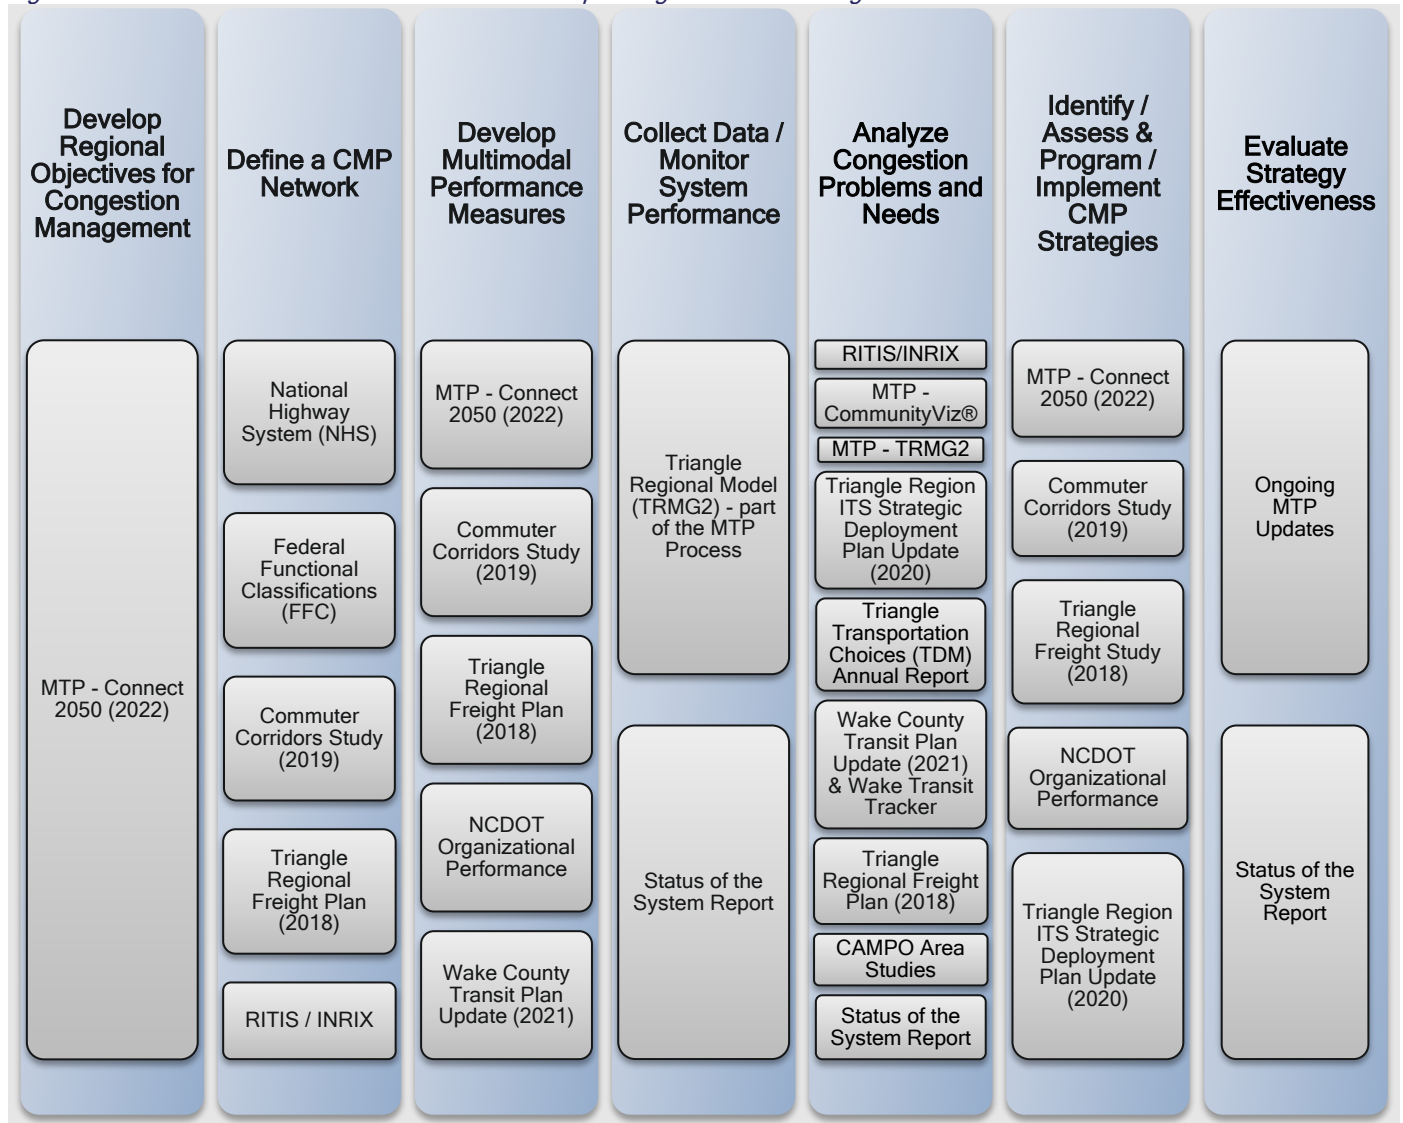 Develop
Regional
Objectives for
Congestion
Management
MTP - Connect
2050 (2022)
Define a CMP
Network
National
Highway
System (NHS)
Federal
Functional
Classifications
(FFC)
Commuter
Corridors Study
(2019)
Triangle
Regional
Freight Plan
(2018)
RITIS / INRIX
Develop
Multimodal
Performance
Measures
MTP - Connect
2050 (2022)
Commuter
Corridors Study
(2019)
Triangle
Regional
Freight Plan
(2018)
NCDOT
Organizational
Performance
Wake County
Transit Plan
Update (2021)
Collect Data /
Monitor
System
Performance
Triangle
Regional Model
(TRMG2) - part
of the MTP
Process
Status of the
System Report
Analyze
Congestion
Problems and
Needs
RITIS/INRIX
MTP -
CommunityViz®
MTP - TRMG2
Triangle Region
ITS Strategic
Deployment
Plan Update
(2020)
Triangle
Transportation
Choices (TDM)
Annual Report
Wake County
Transit Plan
Update (2021)
& Wake Transit
Tracker
Triangle
Regional Freight
Plan (2018)
CAMPO Area
Studies
Status of the
System Report
Identify /
Assess &
Program /
Implement
CMP
Strategies
MTP - Connect
2050 (2022)
Commuter
Corridors Study
(2019)
Triangle
Regional
Freight Study
(2018)
NCDOT
Organizational
Performance
Triangle Region
ITS Strategic
Deployment
Plan Update
(2020)
Evaluate
Strategy
Effectiveness
Ongoing
MTP
Updates
Status of the
System
Report